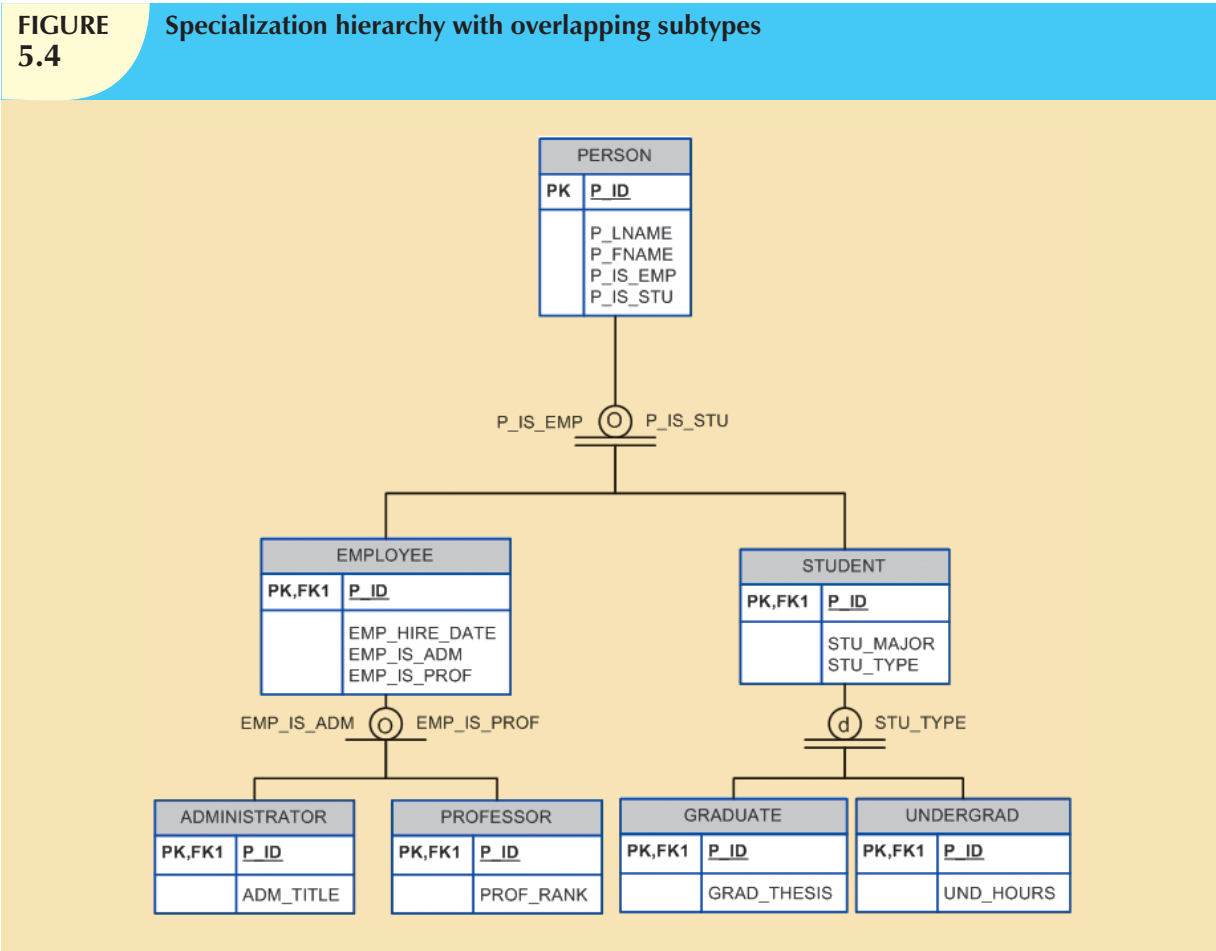 FIGURE
5.4
Specialization hierarchy with overlapping subtypes
PERSON
PK P_ID
P_LNAME
P_FNAME
P_IS_EMP
P_IS_STU
P_IS_EMP O P_IS_STU
EMPLOYEE
PK,FK1 P_ID
EMP_HIRE_DATE
EMP_IS_ADM
EMP_IS_PROF
STUDENT
PK,FK1 P_ID
STU_MAJOR
STU_TYPE
EMP_IS_ADM O EMP_IS_PROF
d STU_TYPE
ADMINISTRATOR
PK,FK1 P_ID
ADM_TITLE
PROFESSOR
PK,FK1 P_ID
PROF_RANK
GRADUATE
PK,FK1 P_ID
GRAD_THESIS
UNDERGRAD
PK,FK1 P_ID
UND_HOURS